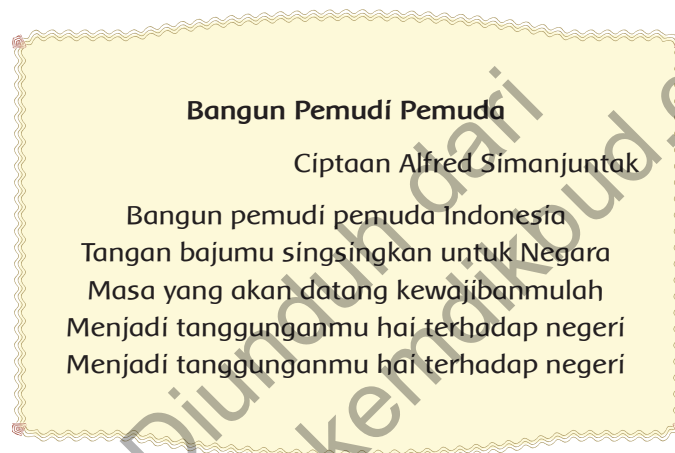 Bangun Pemudi Pemuda
Ciptaan Alfred Simanjuntak
Bangun pemudi pemuda Indonesia
Tangan bajumu singsingkan untuk Negara
Masa yang akan datang kewajibanmulah
Menjadi tanggunganmu hai terhadap negeri
Menjadi tanggunganmu hai terhadap negeri
Diunduh dari
kemdikbud.g